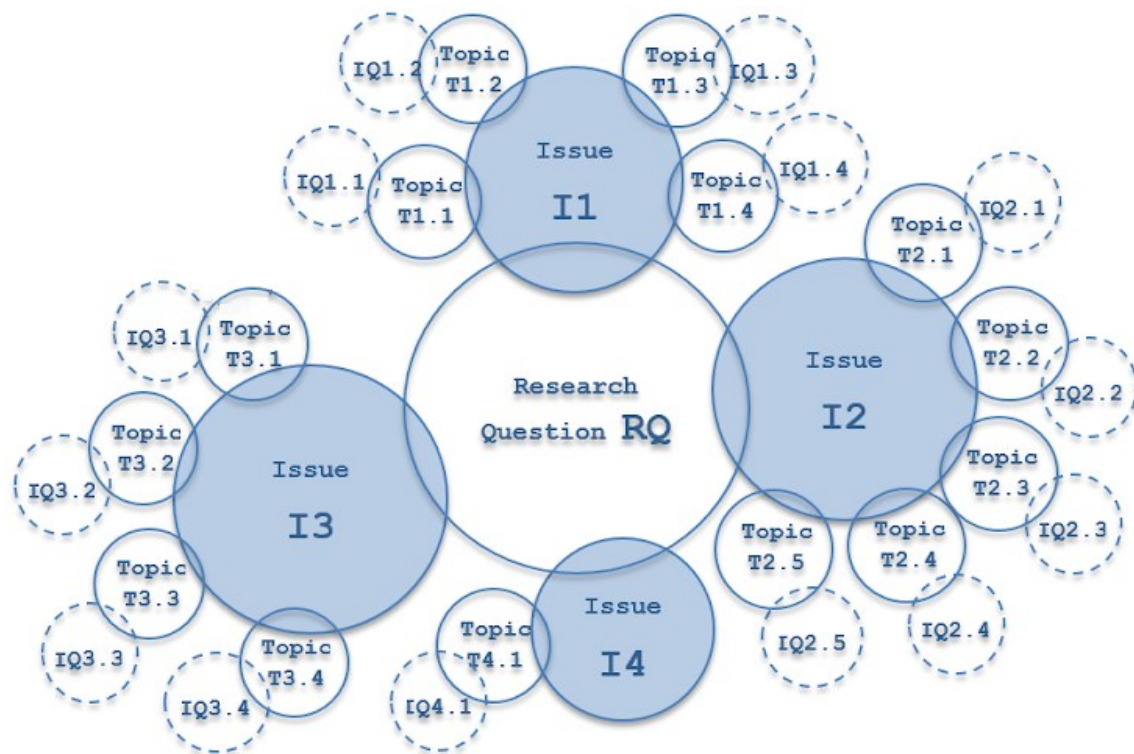 IQ1.2
Topic
T1.2
Topiq
T1.3
IQ1.3
IQ1.1
Topic
T1.1
Issue
I1
Topic
T1.4
IQ1.4
Topic
T2.1
IQ2.1
IQ3.1
Topic
T3.1
Research
Question RQ
Issue
I2
Topic
T2.2
IQ2.2
Topic
T3.2
IQ3.2
Issue
I3
Topic
T2.3
IQ2.3
Topic
T2.5
IQ2.5
Topic
T2.4
IQ2.4
Topic
T3.3
IQ3.3
Topic
T3.4
IQ3.4
Topic
T4.1
IQ4.1
Issue
I4